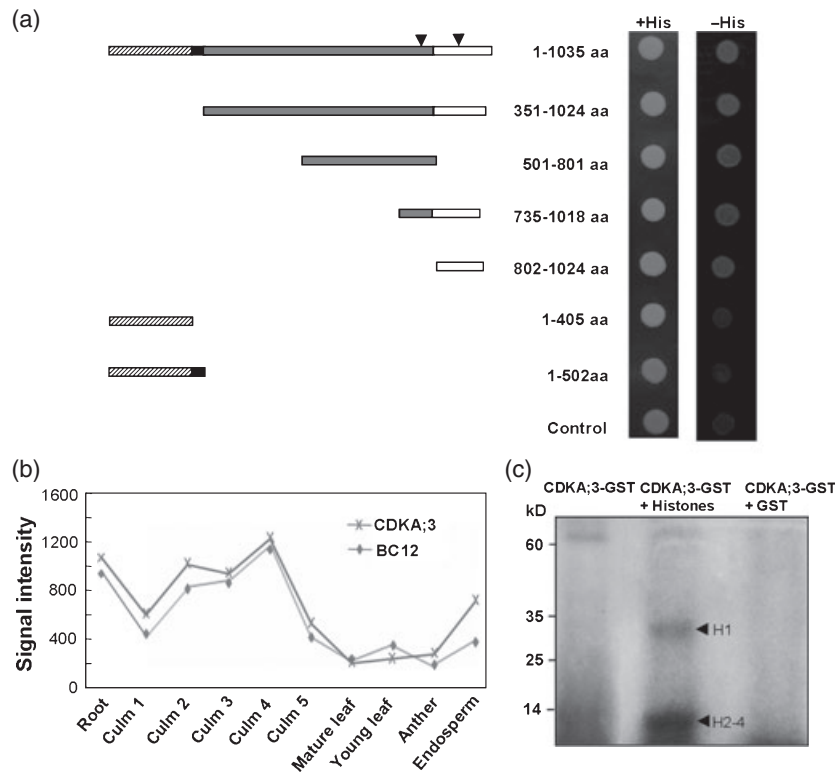 (a)
+His
–His
1-1035 aa
351-1024 aa
501-801 aa
735-1018 aa
802-1024 aa
1-405 aa
1-502aa
Control
(b)
Signal intensity
1600
1200
800
400
0
CDKA;3
BC12
Root
Culm 1
Culm 2
Culm 3
Culm 4
Culm 5
Mature leaf
Young leaf
Anther
Endosperm
(c)
CDKA;3-GST
CDKA;3-GST
+ Histones
CDKA;3-GST
+ GST
kD
60
35
25
14
H1
H2-4